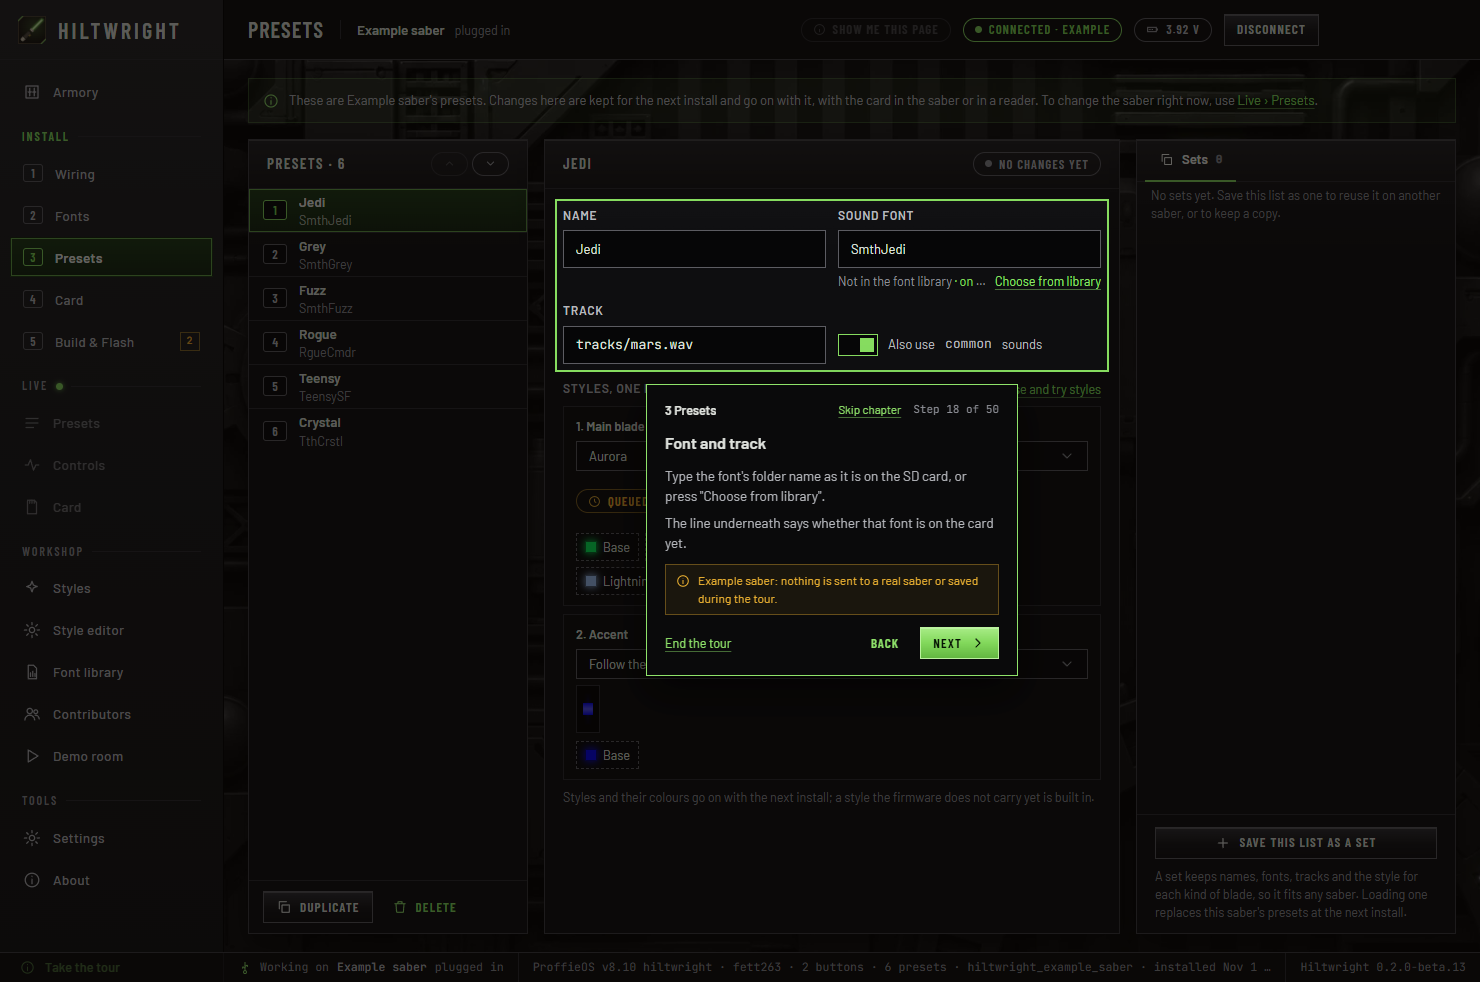 HILTWRIGHT
PRESETS
Example saber plugged in
SHOW ME THIS PAGE
CONNECTED · EXAMPLE
3.92 V
DISCONNECT
Armory
INSTALL
1 Wiring
2 Fonts
3 Presets
4 Card
5 Build & Flash 2
LIVE
Presets
Controls
Card
WORKSHOP
Styles
Style editor
Font library
Contributors
Demo room
TOOLS
Settings
About
Take the tour
These are Example saber's presets. Changes here are kept for the next install and go on with it, with the card in the saber or in a reader. To change the saber right now, use Live › Presets.
PRESETS · 6
1 Jedi
SmthJedi
2 Grey
SmthGrey
3 Fuzz
SmthFuzz
4 Rogue
RgueCmdr
5 Teensy
TeensySF
6 Crystal
TthCrstl
DUPLICATE
DELETE
JEDI
NO CHANGES YET
NAME
Jedi
SOUND FONT
SmthJedi
Not in the font library · on ... Choose from library
TRACK
tracks/mars.wav
Also use common sounds
STYLES, ONE
se and try styles
1. Main blade
Aurora
QUEUED
Base
Lightnin
2. Accent
Follow the
Base
Styles and their colours go on with the next install; a style the firmware does not carry yet is built in.
3 Presets
Skip chapter
Step 18 of 50
Font and track
Type the font's folder name as it is on the SD card, or
press "Choose from library".
The line underneath says whether that font is on the card
yet.
Example saber: nothing is sent to a real saber or saved
during the tour.
End the tour
BACK
NEXT
Sets 0
No sets yet. Save this list as one to reuse it on another
saber, or to keep a copy.
SAVE THIS LIST AS A SET
A set keeps names, fonts, tracks and the style for
each kind of blade, so it fits any saber. Loading one
replaces this saber's presets at the next install.
Working on Example saber plugged in
ProffieOS v8.10 hiltwright · fett263 · 2 buttons · 6 presets · hiltwright_example_saber · installed Nov 1 …
Hiltwright 0.2.0-beta.13